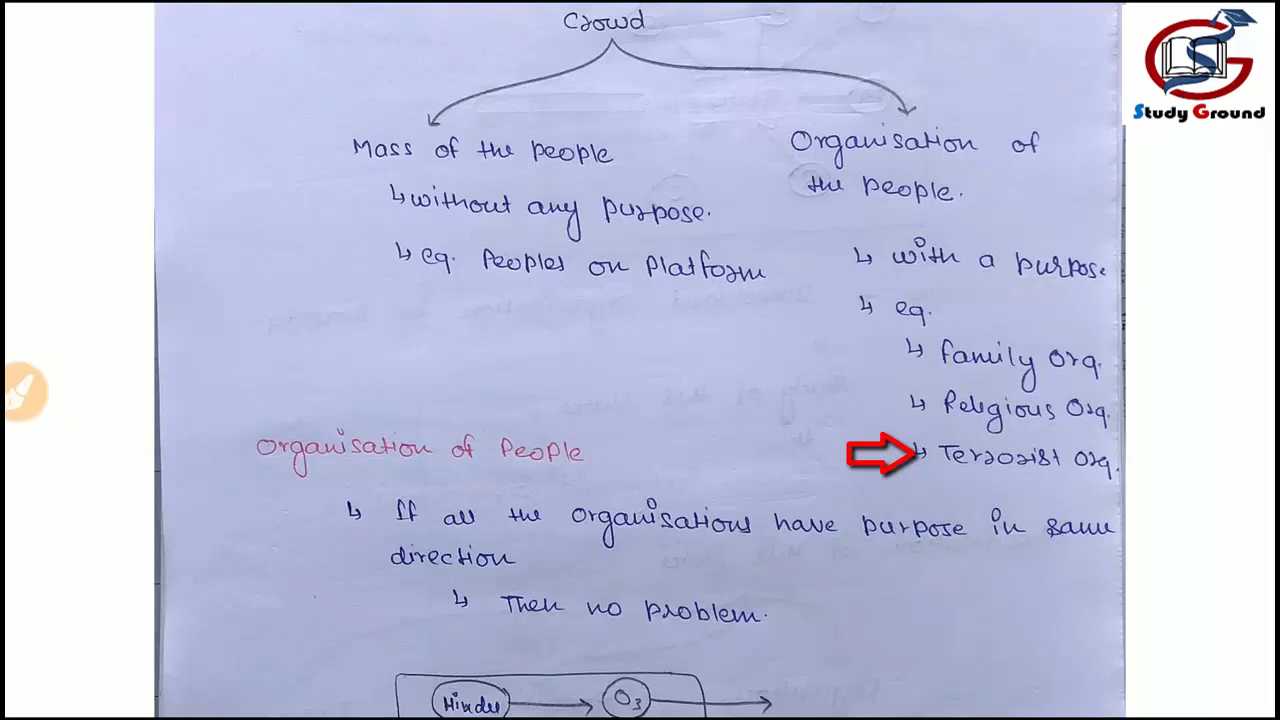 Crowd
Mass of the people
↳ without any purpose.
↳ eg. Peoples on Platform
Organisation of
the people.
↳ with a purpose
↳ eg.
↳ Family Org.
↳ Religious Org.
↳ Terrorist Org.
Organisation of People
↳ If all the organisations have purpose in same
direction
↳ Then no problem.
Hindu O3
SG
Study Ground